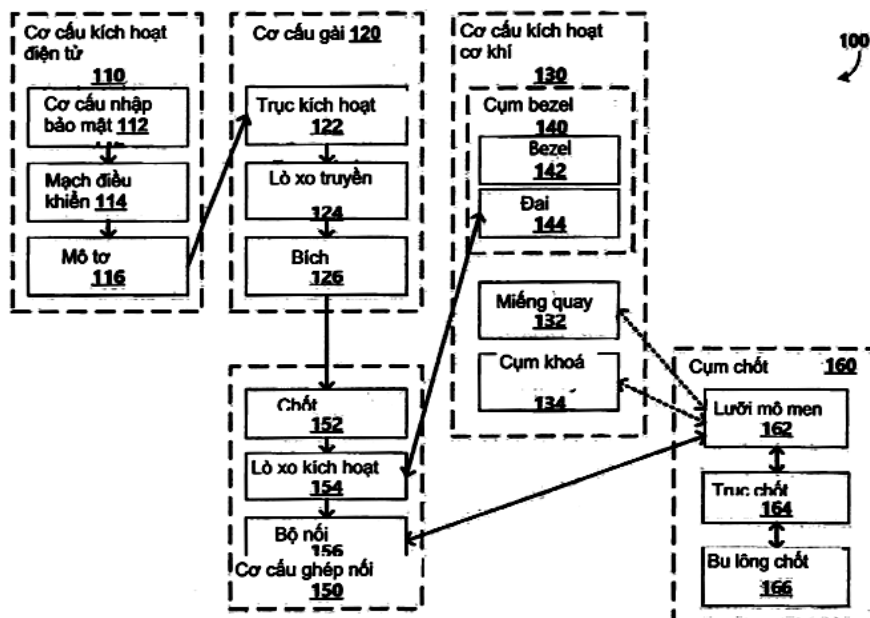 Cơ cấu kích hoạt
điện tử
110
Cơ cấu nhập
bảo mật 112
Mạch điều
khiển 114
Mô tơ
116
Cơ cấu gài 120
Trục kích hoạt
122
Lò xo truyền
124
Bích
126
Cơ cấu kích hoạt
cơ khí
130
Cụm bezel
140
Bezel
142
Đai
144
Miếng quay
132
Cụm khoá
134
100
Chốt
152
Lò xo kích hoạt
154
Bộ nối
156
Cơ cấu ghép nối
150
Cụm chốt 160
Lưỡi mô men
162
Trục chốt
164
Bu lông chốt
166